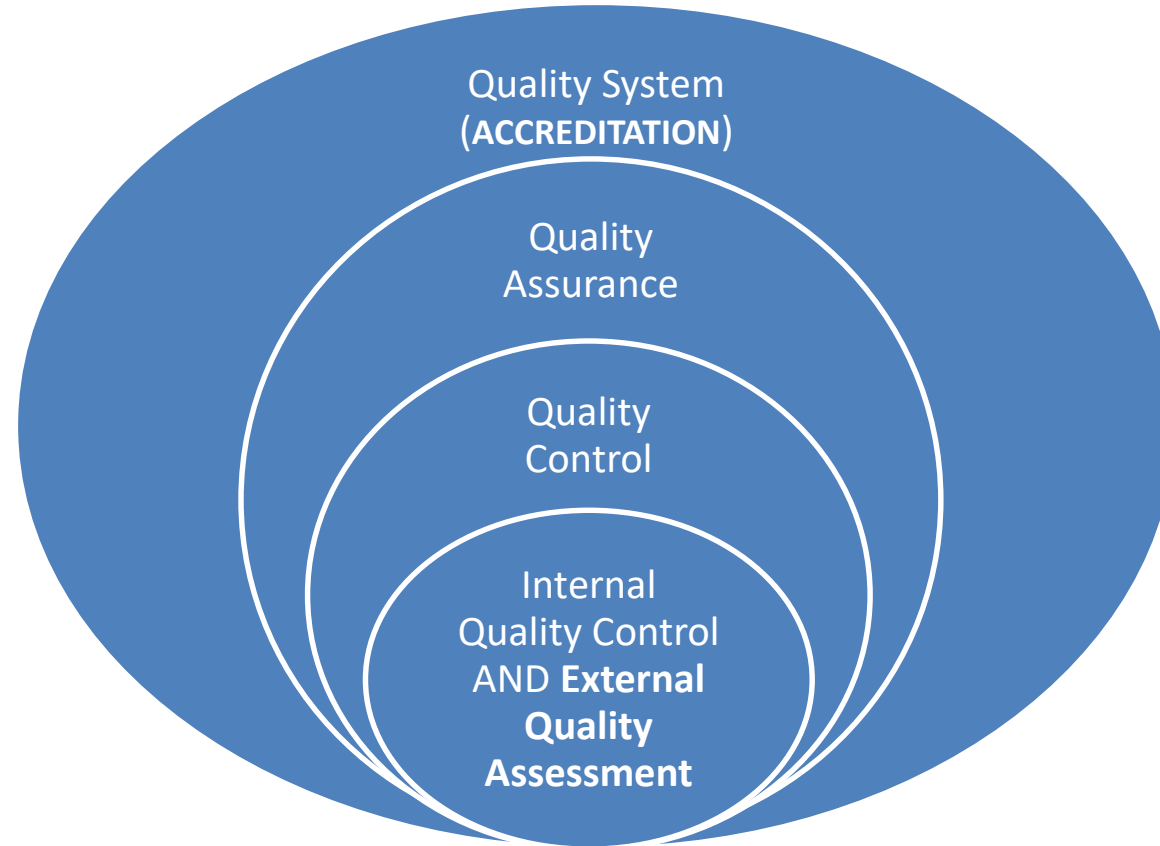 Quality System
(ACCREDITATION)
Quality
Assurance
Quality
Control
Internal
Quality Control
AND External
Quality
Assessment